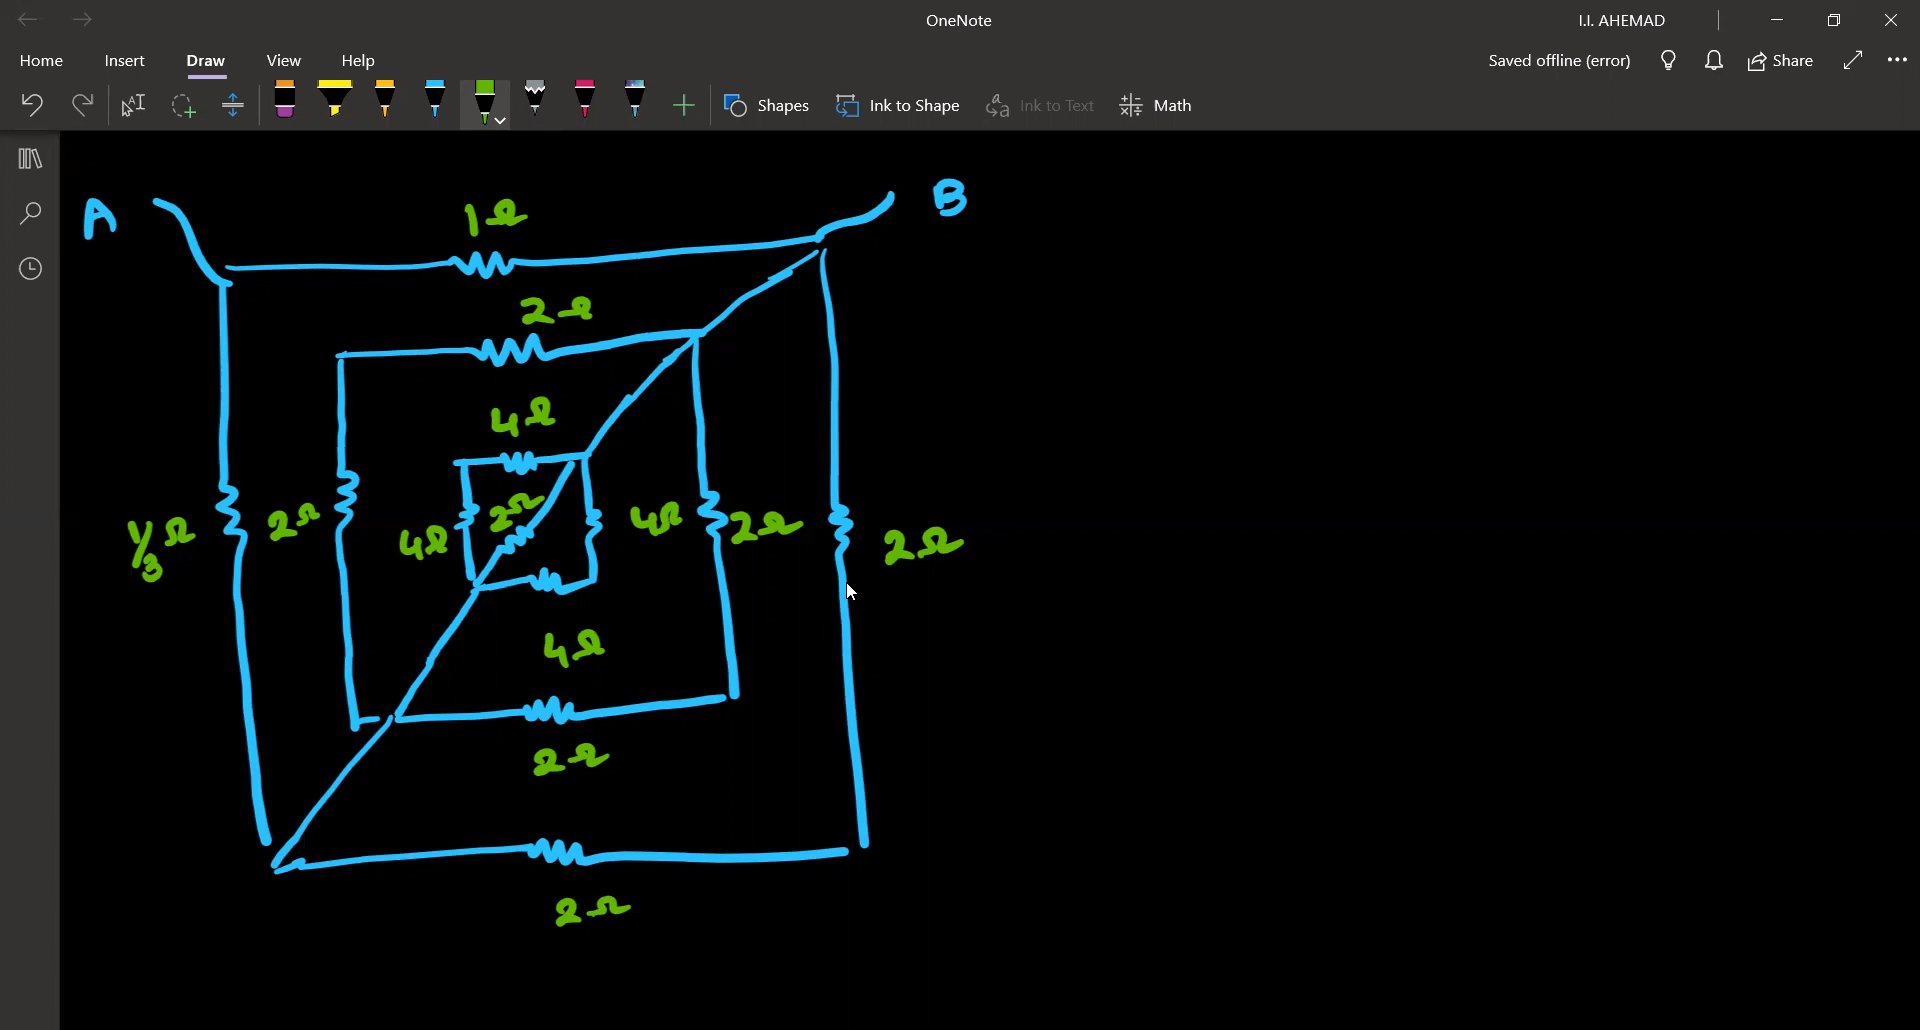 OneNote
I.I. AHEMAD
Home Insert Draw View Help
Saved offline (error) Share
Shapes Ink to Shape Ink to Text Math
A B
1Ω
2Ω
4Ω
1/3 Ω 2Ω 4Ω 2Ω 4Ω 2Ω 2Ω
4Ω
2Ω
2Ω